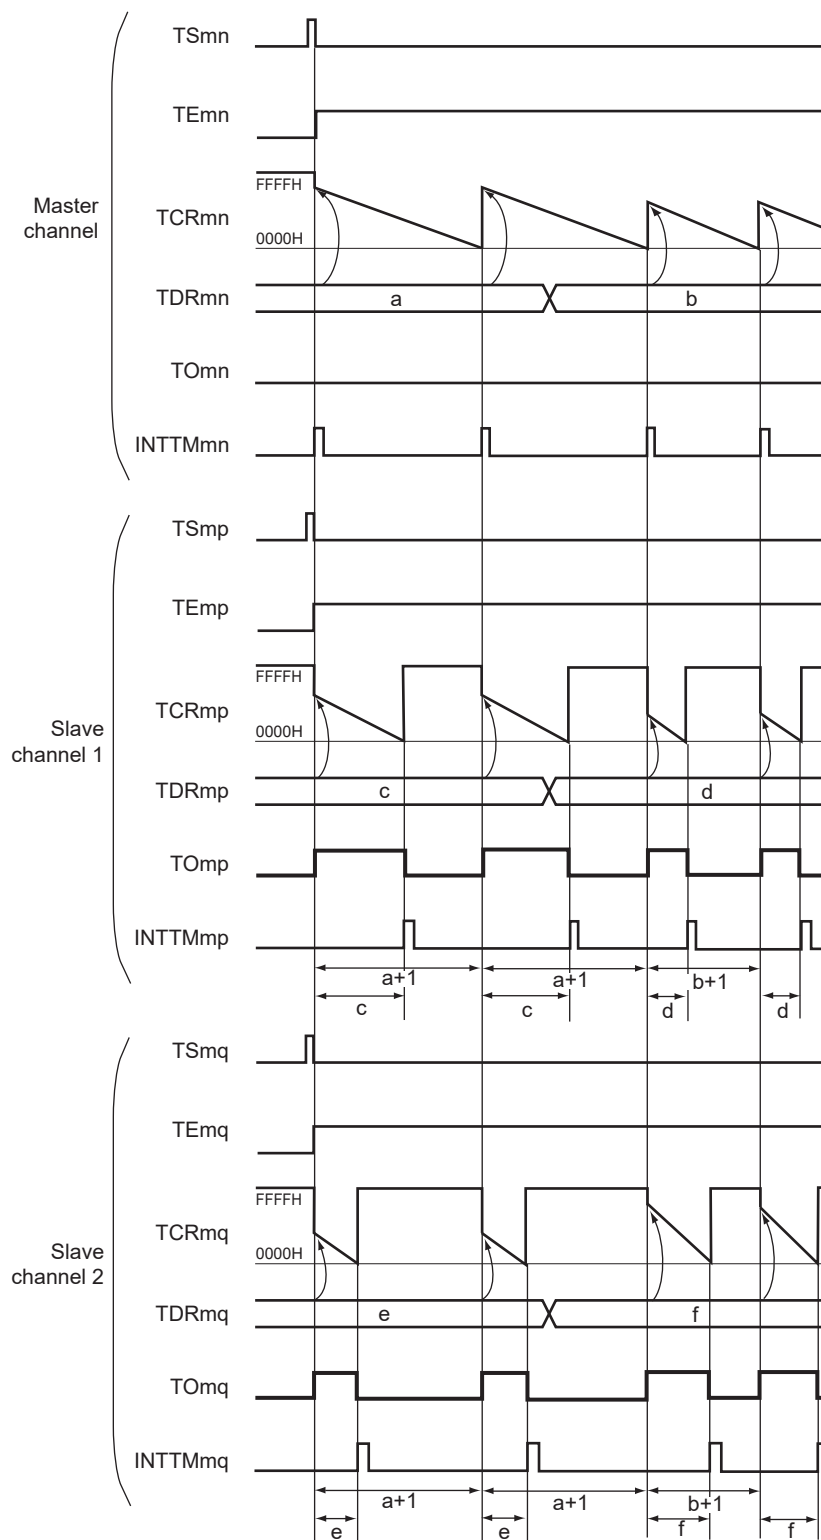 Master
channel
TSmn
TEmn
FFFFH
TCRmn
0000H
TDRmn
a
b
TOmn
INTTMmn
Slave
channel 1
TSmp
TEmp
FFFFH
TCRmp
0000H
TDRmp
c
d
TOmp
INTTMmp
a+1
a+1
b+1
c
c
d
d
Slave
channel 2
TSmq
TEmq
FFFFH
TCRmq
0000H
TDRmq
e
f
TOmq
INTTMmq
a+1
a+1
b+1
e
e
f
f